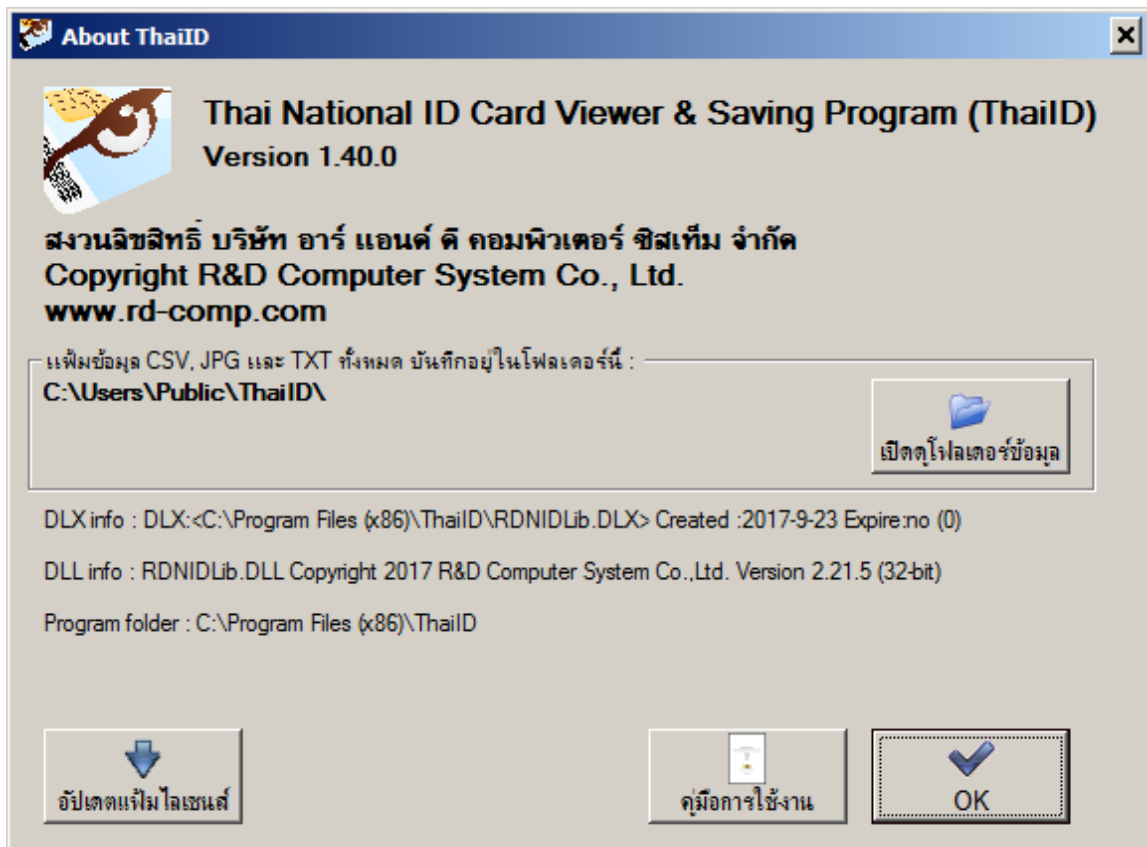 About ThaiID
Thai National ID Card Viewer & Saving Program (ThaiID)
Version 1.40.0
สงวนลิขสิทธิ์ บริษัท อาร์ แอนด์ ดี คอมพิวเตอร์ ซิสเท็ม จำกัด
Copyright R&D Computer System Co., Ltd.
www.rd-comp.com
แฟ้มข้อมูล CSV, JPG และ TXT ทั้งหมด บันทึกอยู่ในโฟลเดอร์นี้ :
C:\Users\Public\ThaiID\
เปิดดูโฟลเดอร์ข้อมูล
DLX info : DLX:<C:\Program Files (x86)\ThaiID\RDNIDLib.DLX> Created :2017-9-23 Expire:no (0)
DLL info : RDNIDLib.DLL Copyright 2017 R&D Computer System Co.,Ltd. Version 2.21.5 (32-bit)
Program folder : C:\Program Files (x86)\ThaiID
อัปเดตแฟ้มไลเซนส์
คู่มือการใช้งาน
OK